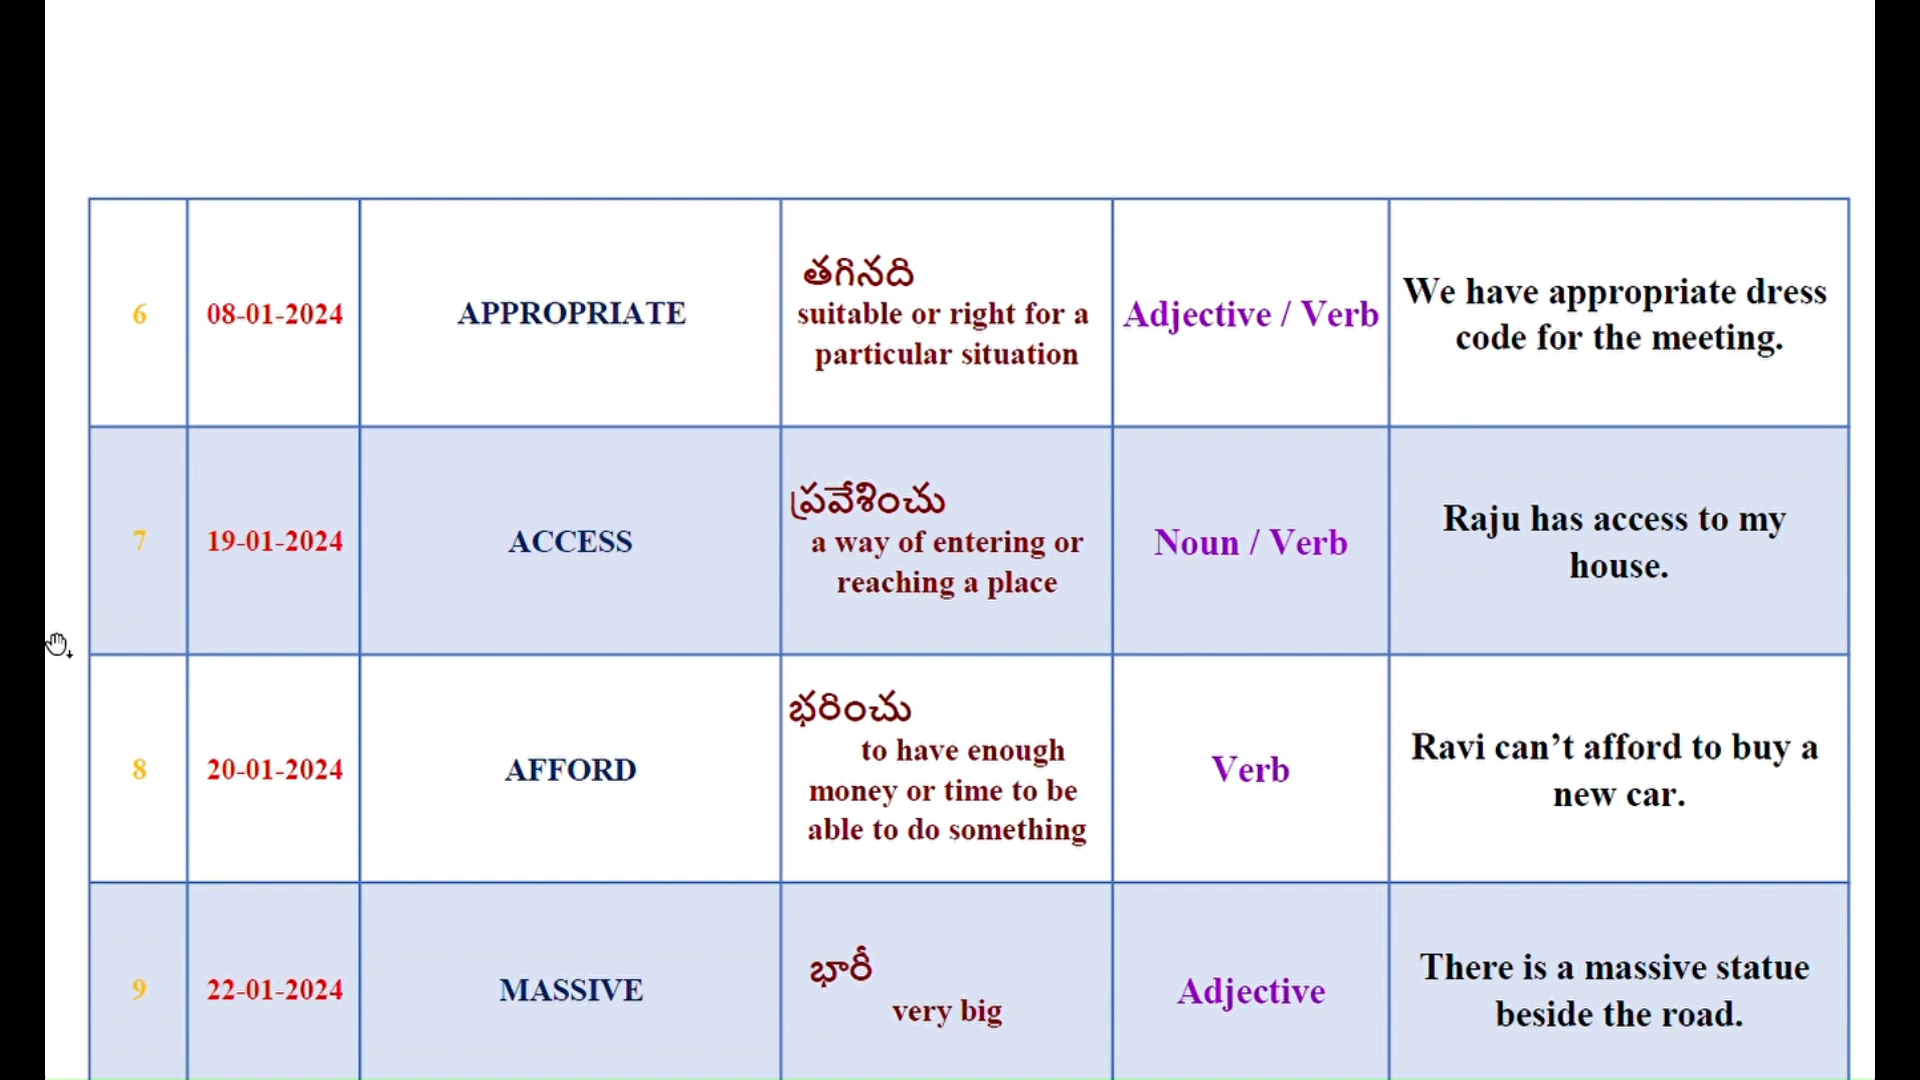 6
08-01-2024
APPROPRIATE
తగినది
suitable or right for a
particular situation
Adjective / Verb
We have appropriate dress
code for the meeting.
7
19-01-2024
ACCESS
ప్రవేశించు
a way of entering or
reaching a place
Noun / Verb
Raju has access to my
house.
8
20-01-2024
AFFORD
భరించు
to have enough
money or time to be
able to do something
Verb
Ravi can’t afford to buy a
new car.
9
22-01-2024
MASSIVE
భారీ
very big
Adjective
There is a massive statue
beside the road.